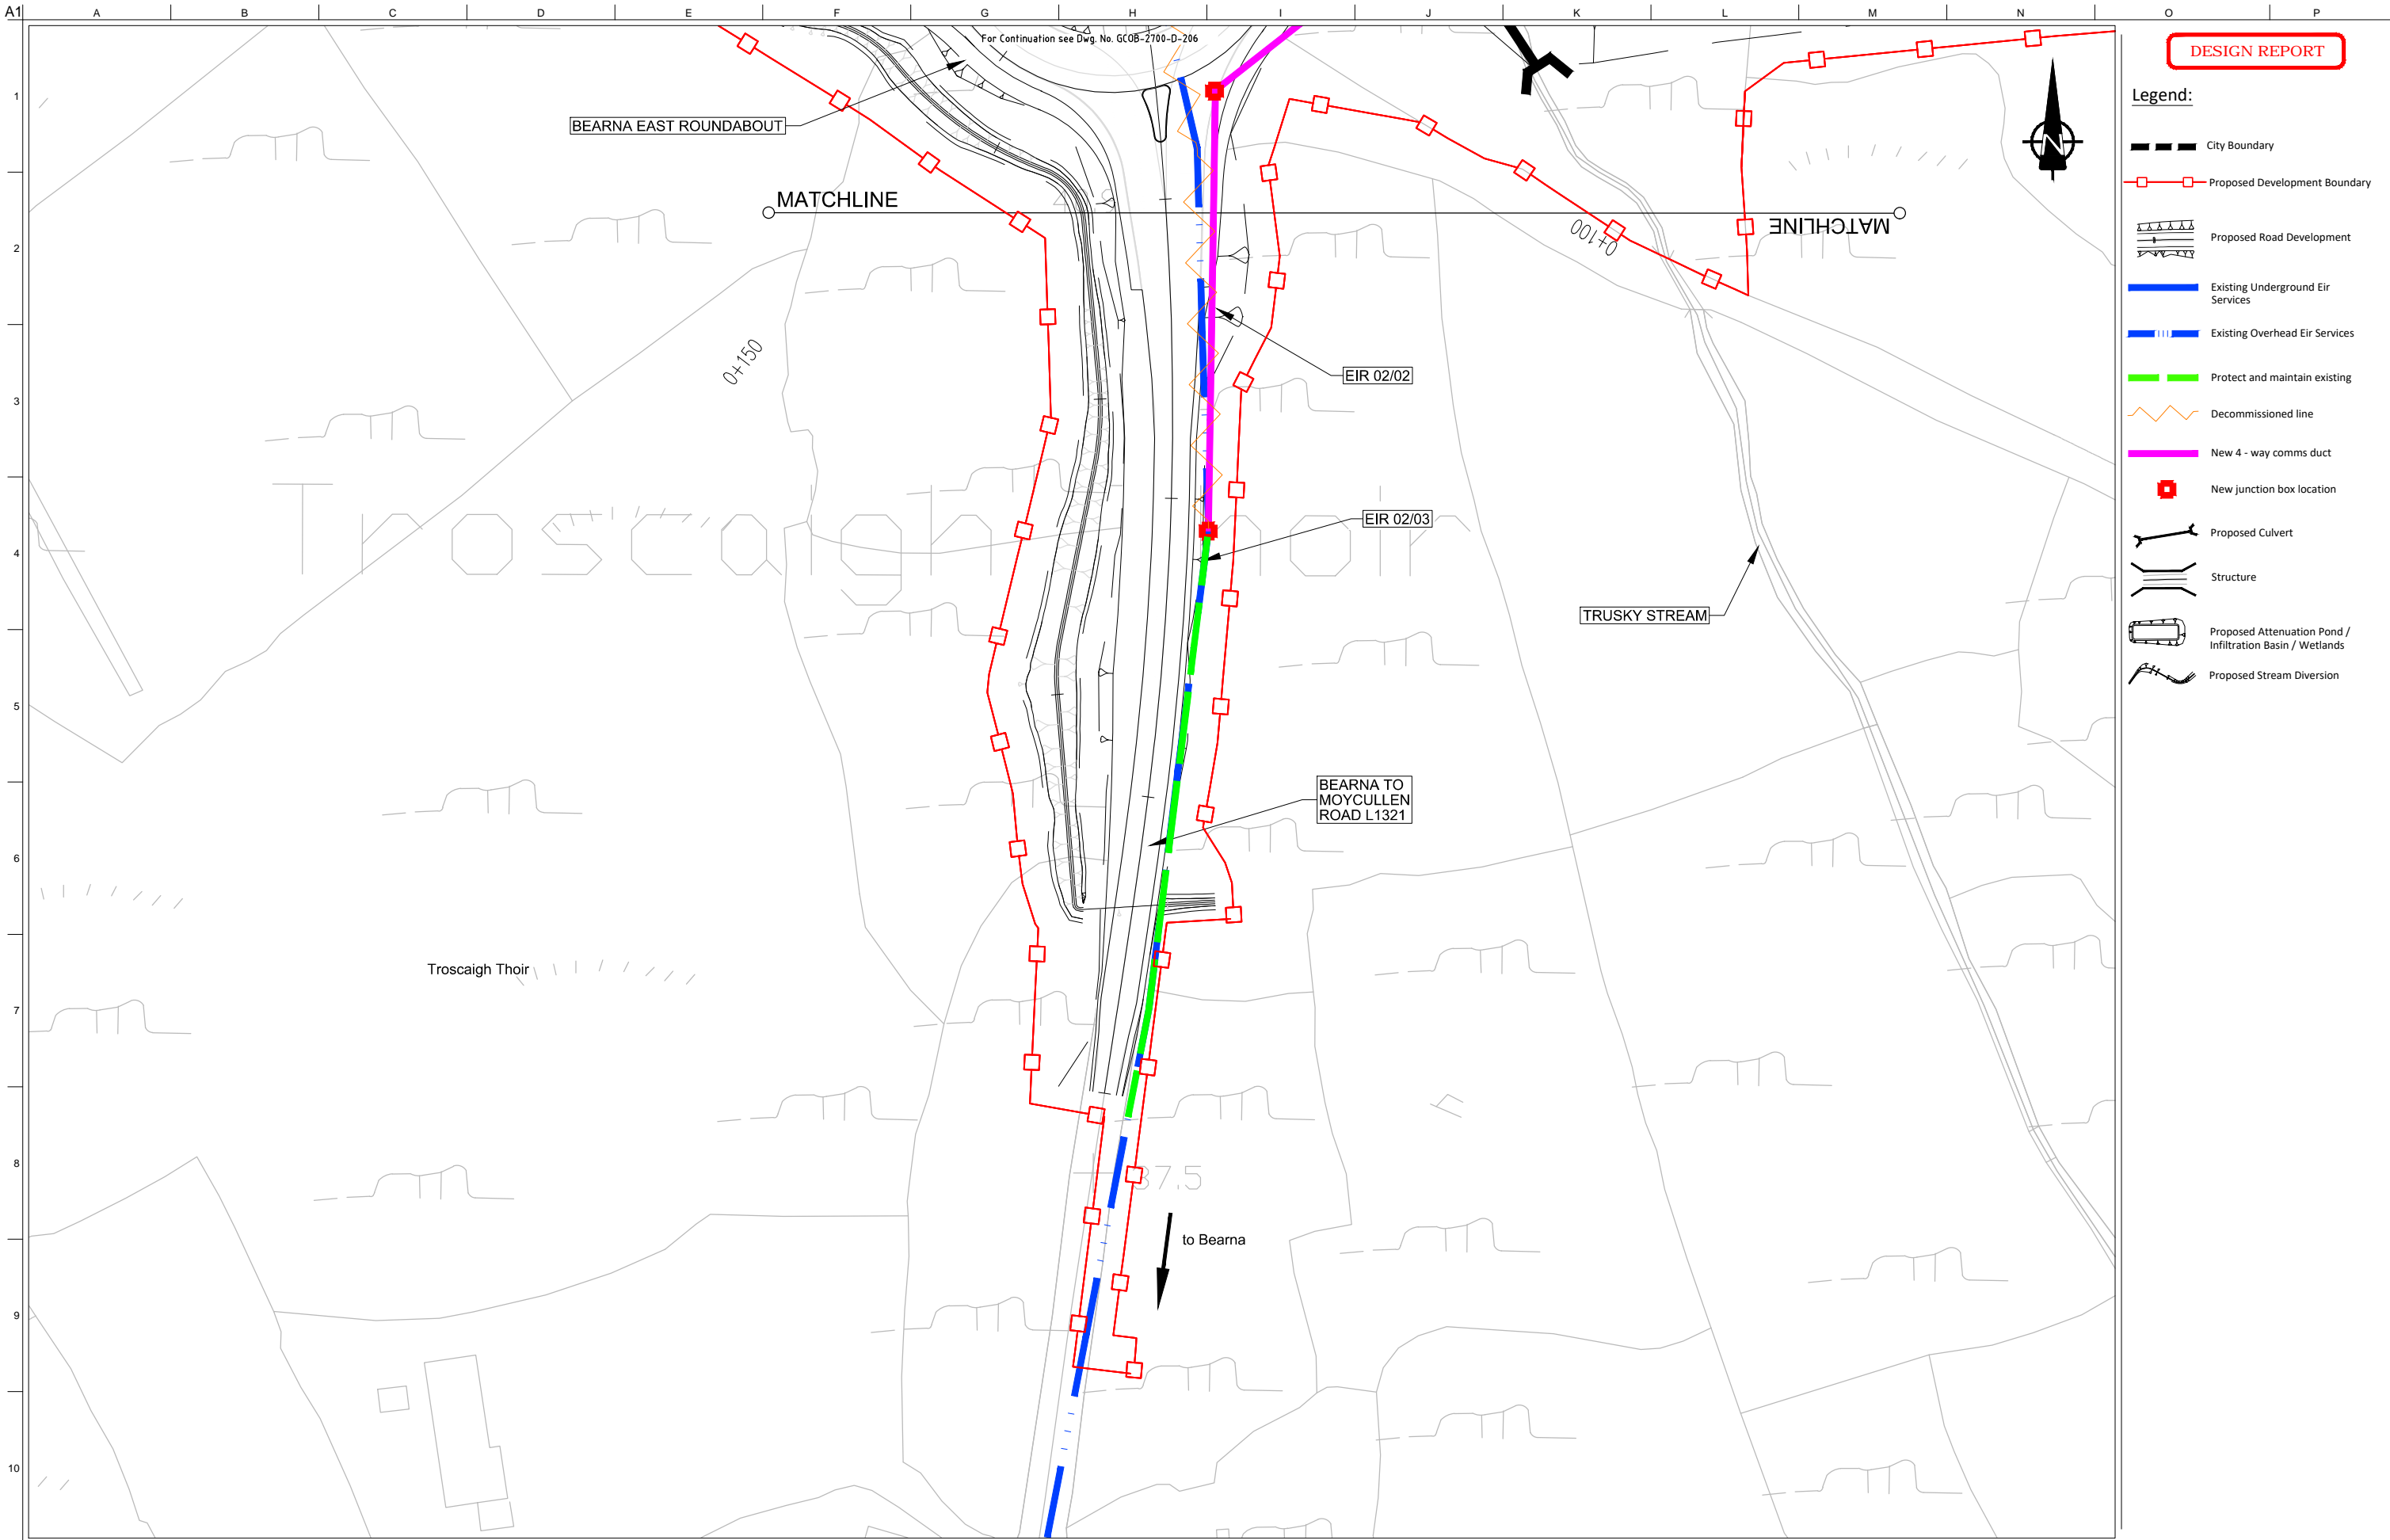 A1 A B C D E F G H I J K L M N O P
For Continuation see Dwg. No. GCOB-2700-D-206
DESIGN REPORT
1
BEARNA EAST ROUNDABOUT
MATCHLINE
MATCHLINE
2
0+100
0+150
EIR 02/02
3
EIR 02/03
4
TRUSKY STREAM
5
BEARNA TO
MOYCULLEN
ROAD L1321
6
Troscaigh Thoir
7
37.5
8
to Bearna
9
10
N
Legend:
City Boundary
Proposed Development Boundary
Proposed Road Development
Existing Underground Eir
Services
Existing Overhead Eir Services
Protect and maintain existing
Decommissioned line
New 4 - way comms duct
New junction box location
Proposed Culvert
Structure
Proposed Attenuation Pond /
Infiltration Basin / Wetlands
Proposed Stream Diversion